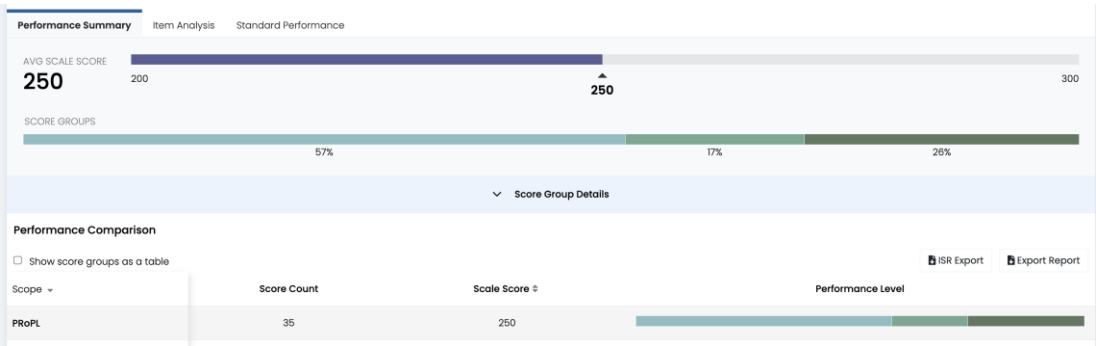 Performance Summary Item Analysis Standard Performance
AVG SCALE SCORE
250
200 250 300
SCORE GROUPS
57% 17% 26%
Score Group Details
Performance Comparison
Show score groups as a table ISR Export Export Report
Scope Score Count Scale Score Performance Level
PRoPL 35 250